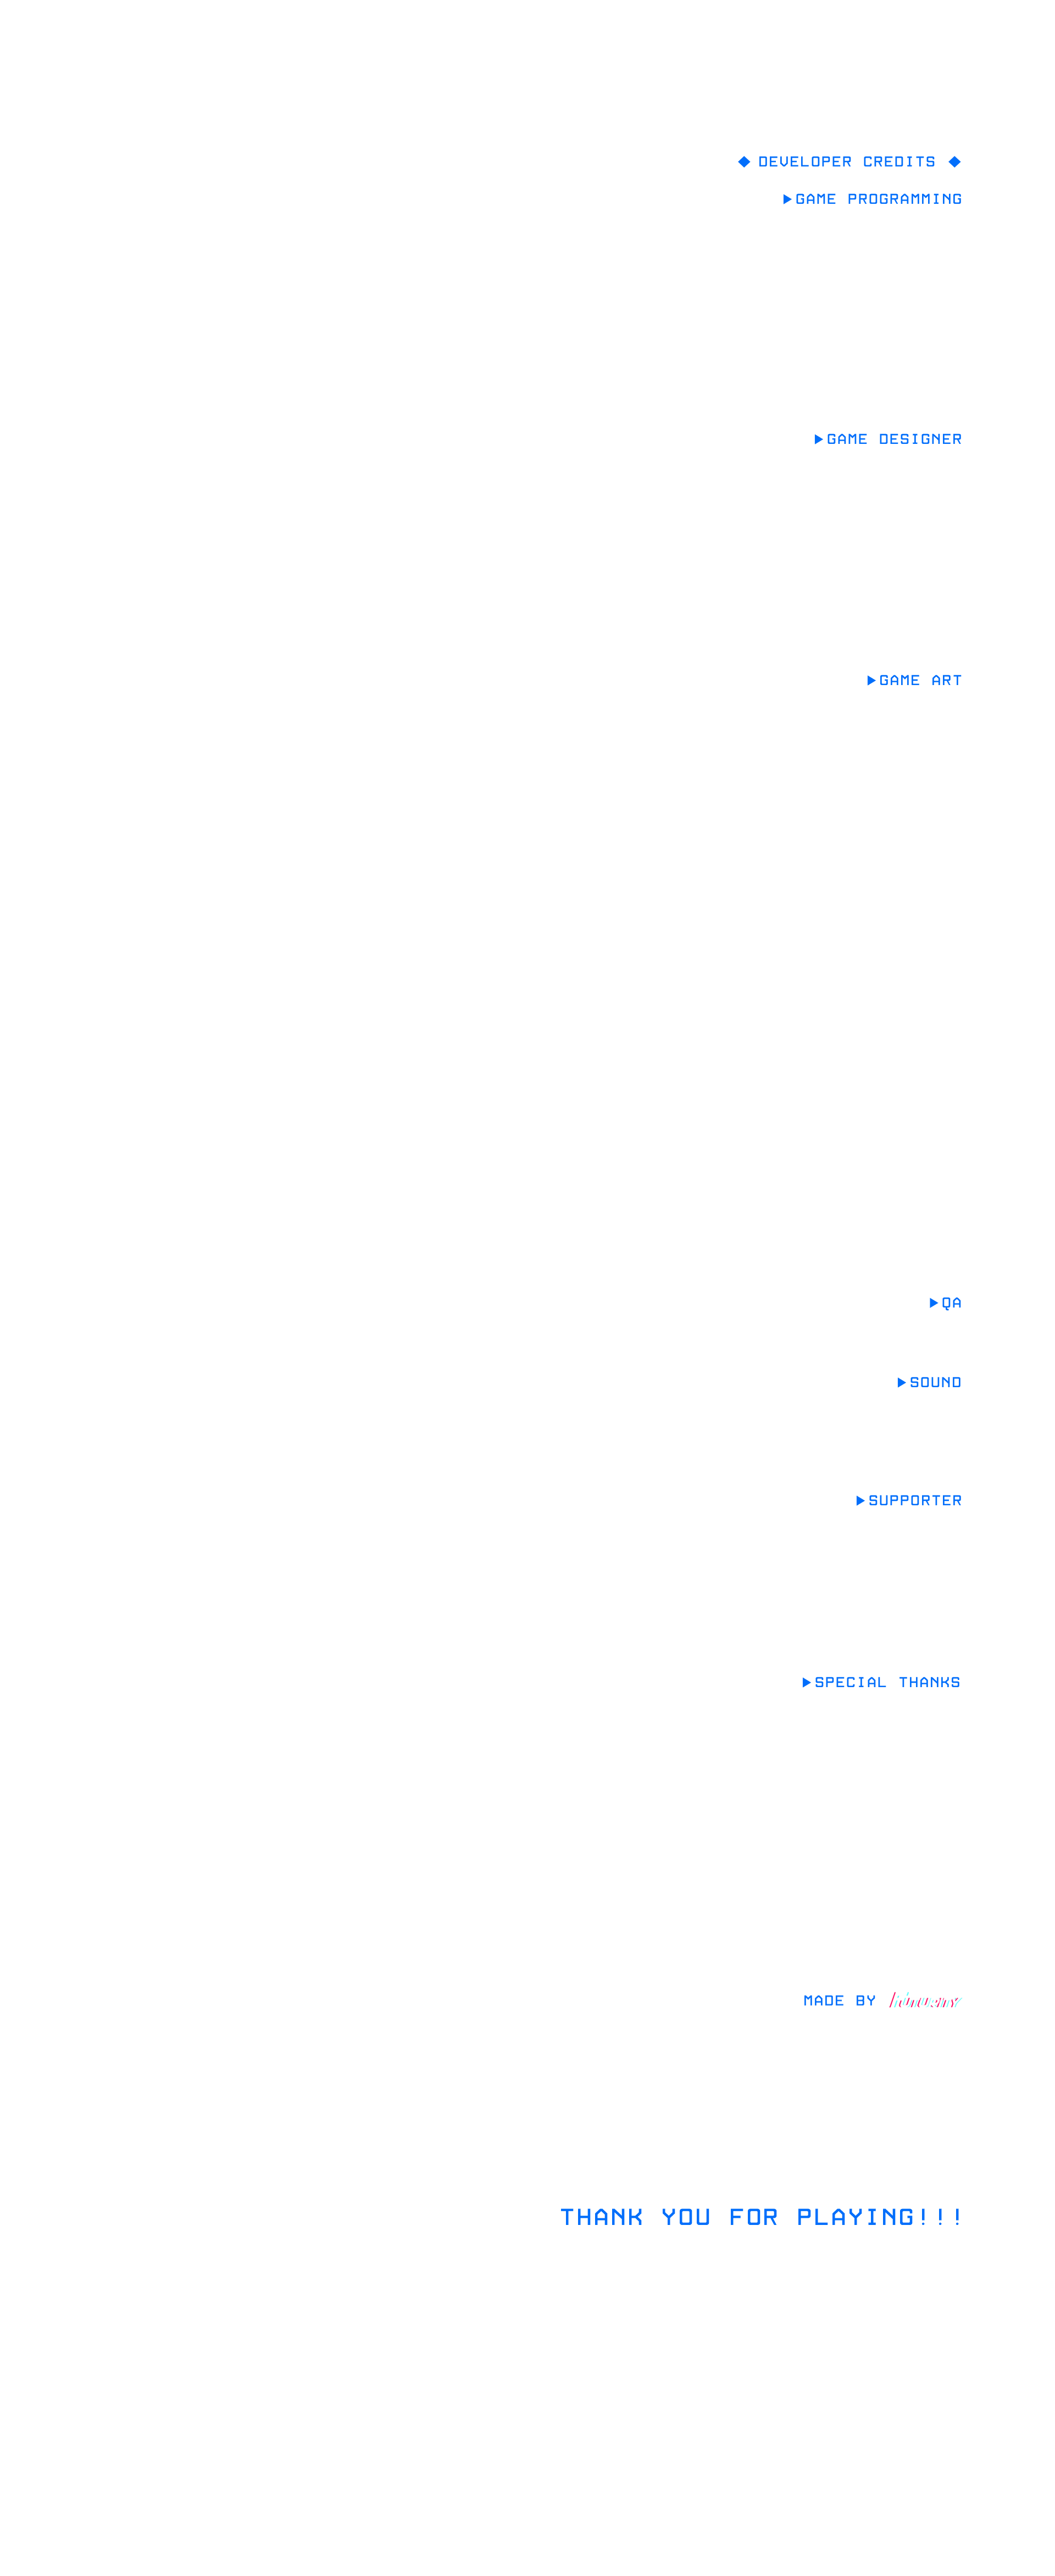 ◆ DEVELOPER CREDITS ◆
▶GAME PROGRAMMING
▶GAME DESIGNER
▶GAME ART
▶QA
▶SOUND
▶SUPPORTER
▶SPECIAL THANKS
MADE BY
THANK YOU FOR PLAYING!!!